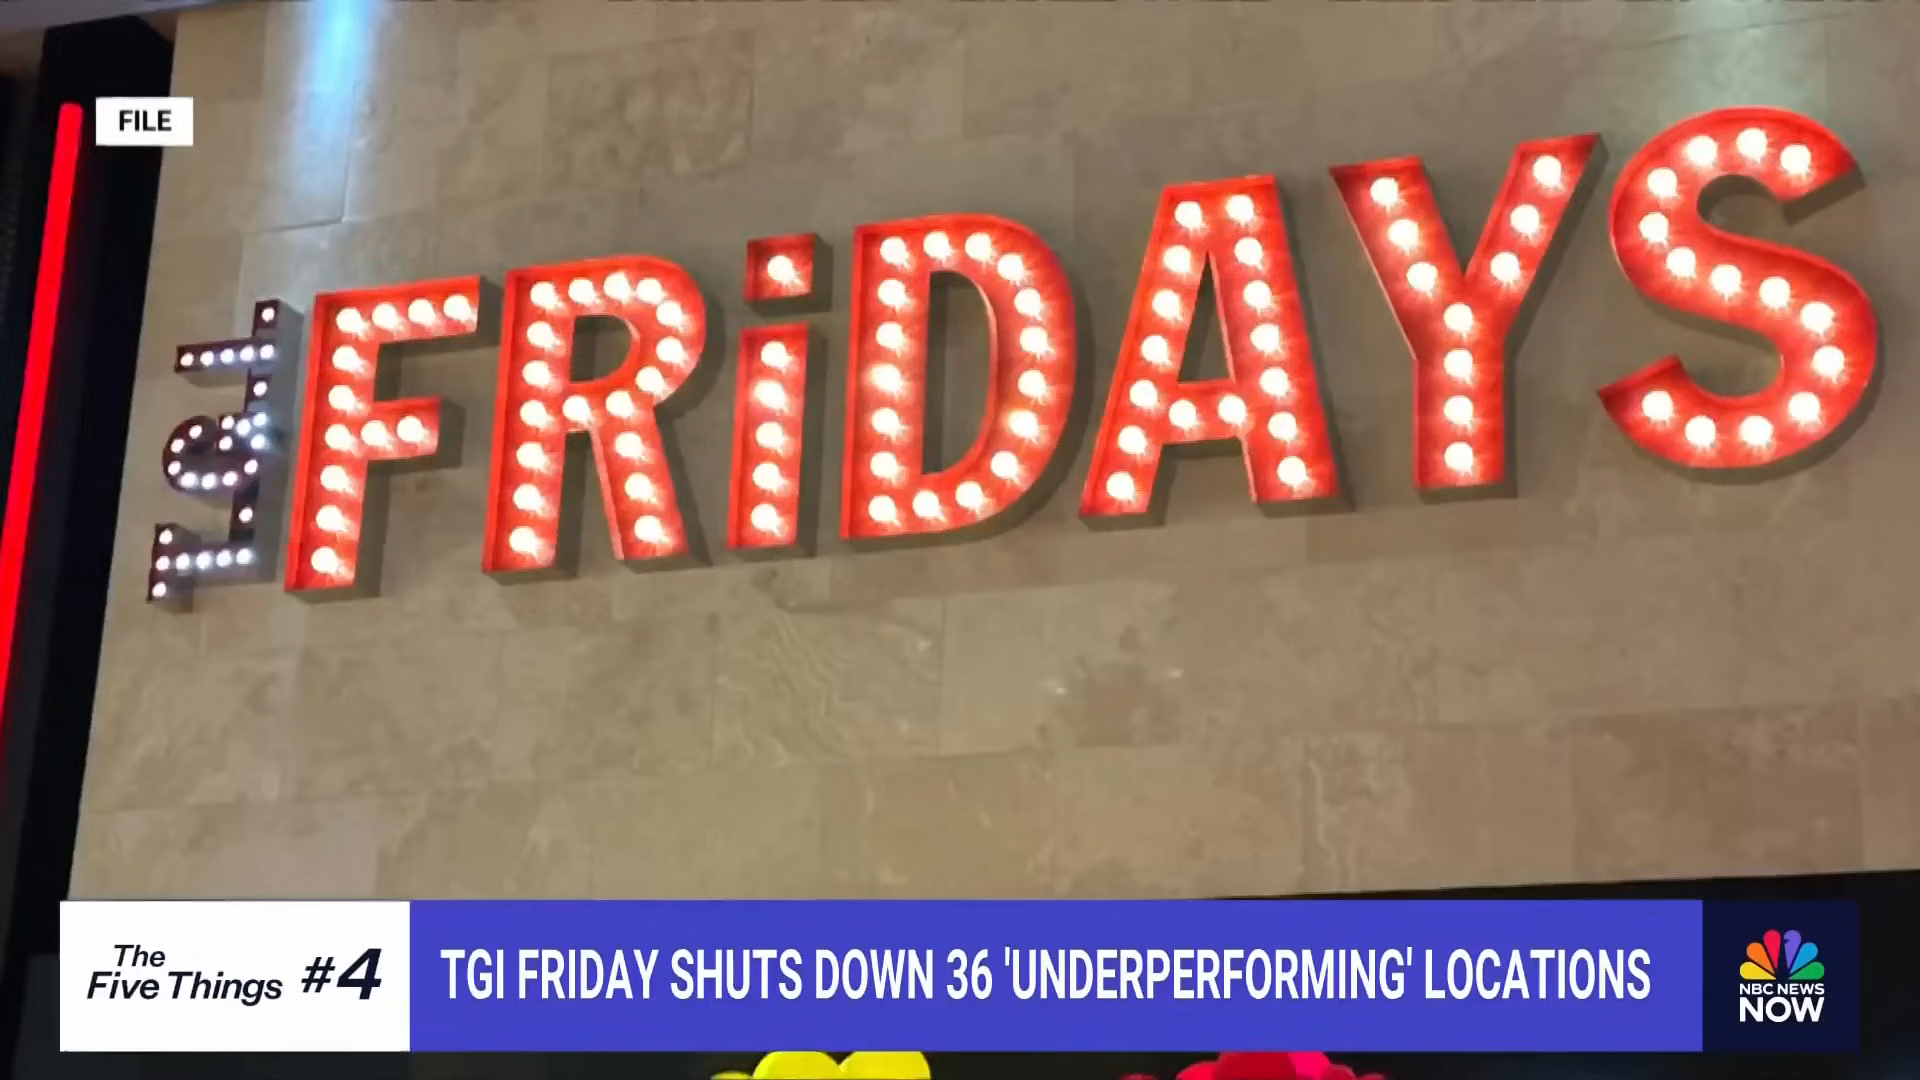 FILE
TGI
FRiDAYS
The
Five Things #4
TGI FRIDAY SHUTS DOWN 36 'UNDERPERFORMING' LOCATIONS
NBC NEWS
NOW